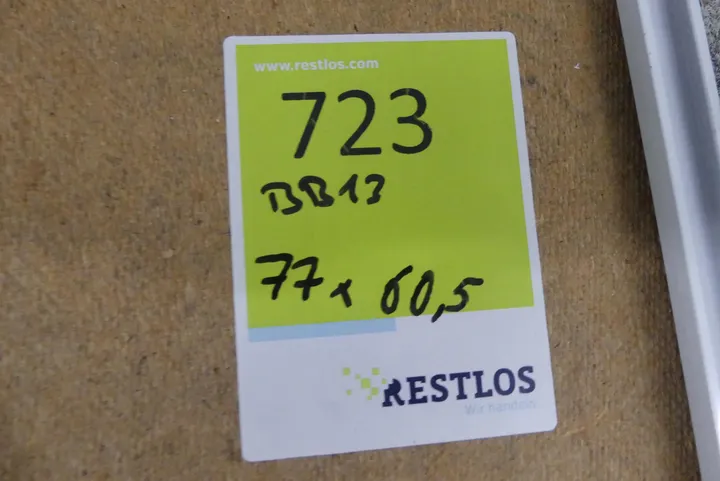 www.restlos.com
723
BB13
77 x 60,5
RESTLOS
Wir handeln